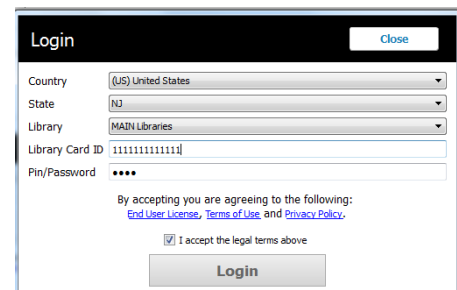 Login Close
Country (US) United States
State NJ
Library MAIN Libraries
Library Card ID 1111111111111
Pin/Password ••••
By accepting you are agreeing to the following:
End User License, Terms of Use and Privacy Policy.
I accept the legal terms above
Login